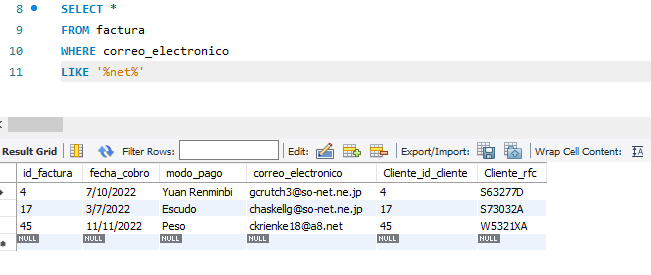 8 SELECT *
9 FROM factura
10 WHERE correo_electronico
11 LIKE '%net%'
Result Grid Filter Rows: Edit: Export/Import: Wrap Cell Content: IA
id_factura fecha_cobro modo_pago correo_electronico Cliente_id_cliente Cliente_rfc
4 7/10/2022 Yuan Renminbi gcrutch3@so-net.ne.jp 4 S63277D
17 3/7/2022 Escudo chaskellg@so-net.ne.jp 17 S73032A
45 11/11/2022 Peso ckrienke18@a8.net 45 W5321XA
* NULL NULL NULL NULL NULL NULL